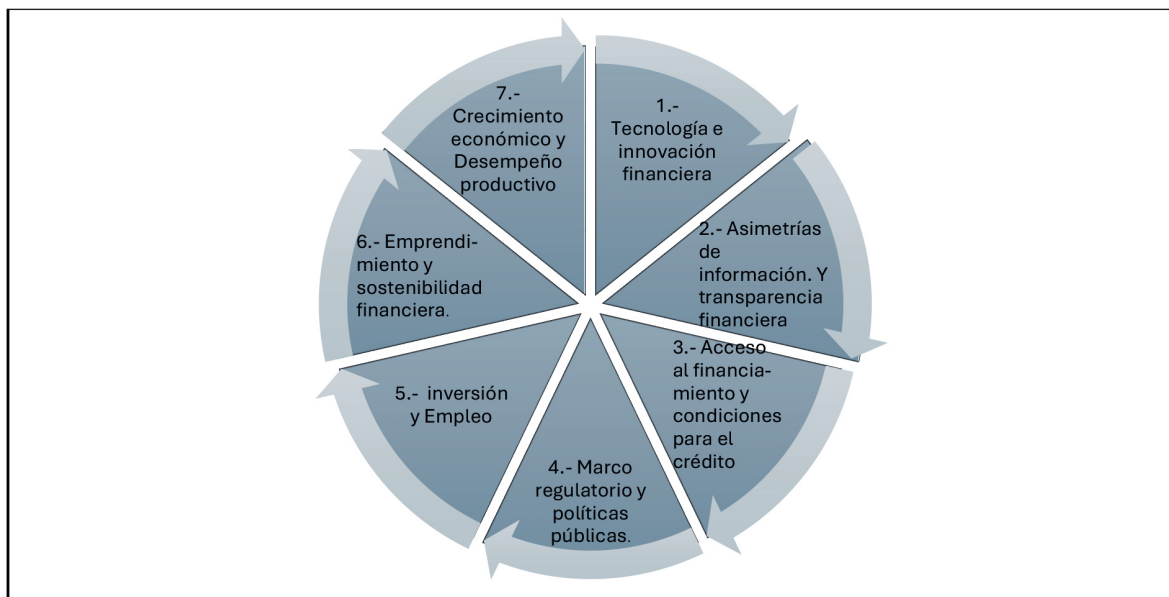 1.-
Tecnología e
innovación
financiera
2.- Asimetrías
de
información. Y
transparencia
financiera
3.- Acceso
al financia-
miento y
condiciones
para el
crédito
4.- Marco
regulatorio y
políticas
públicas.
5.- inversión
y Empleo
6.- Emprendi-
miento y
sostenibilidad
financiera.
7.-
Crecimiento
económico y
Desempeño
productivo